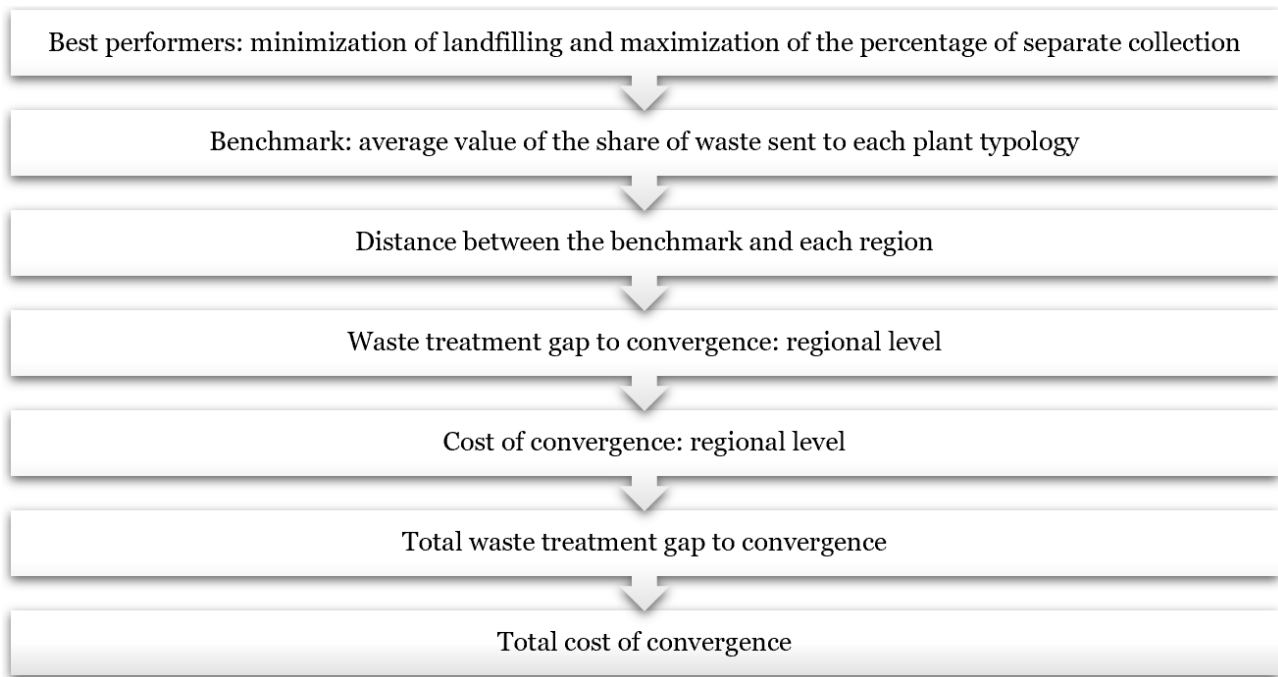 Best performers: minimization of landfilling and maximization of the percentage of separate collection
Benchmark: average value of the share of waste sent to each plant typology
Distance between the benchmark and each region
Waste treatment gap to convergence: regional level
Cost of convergence: regional level
Total waste treatment gap to convergence
Total cost of convergence